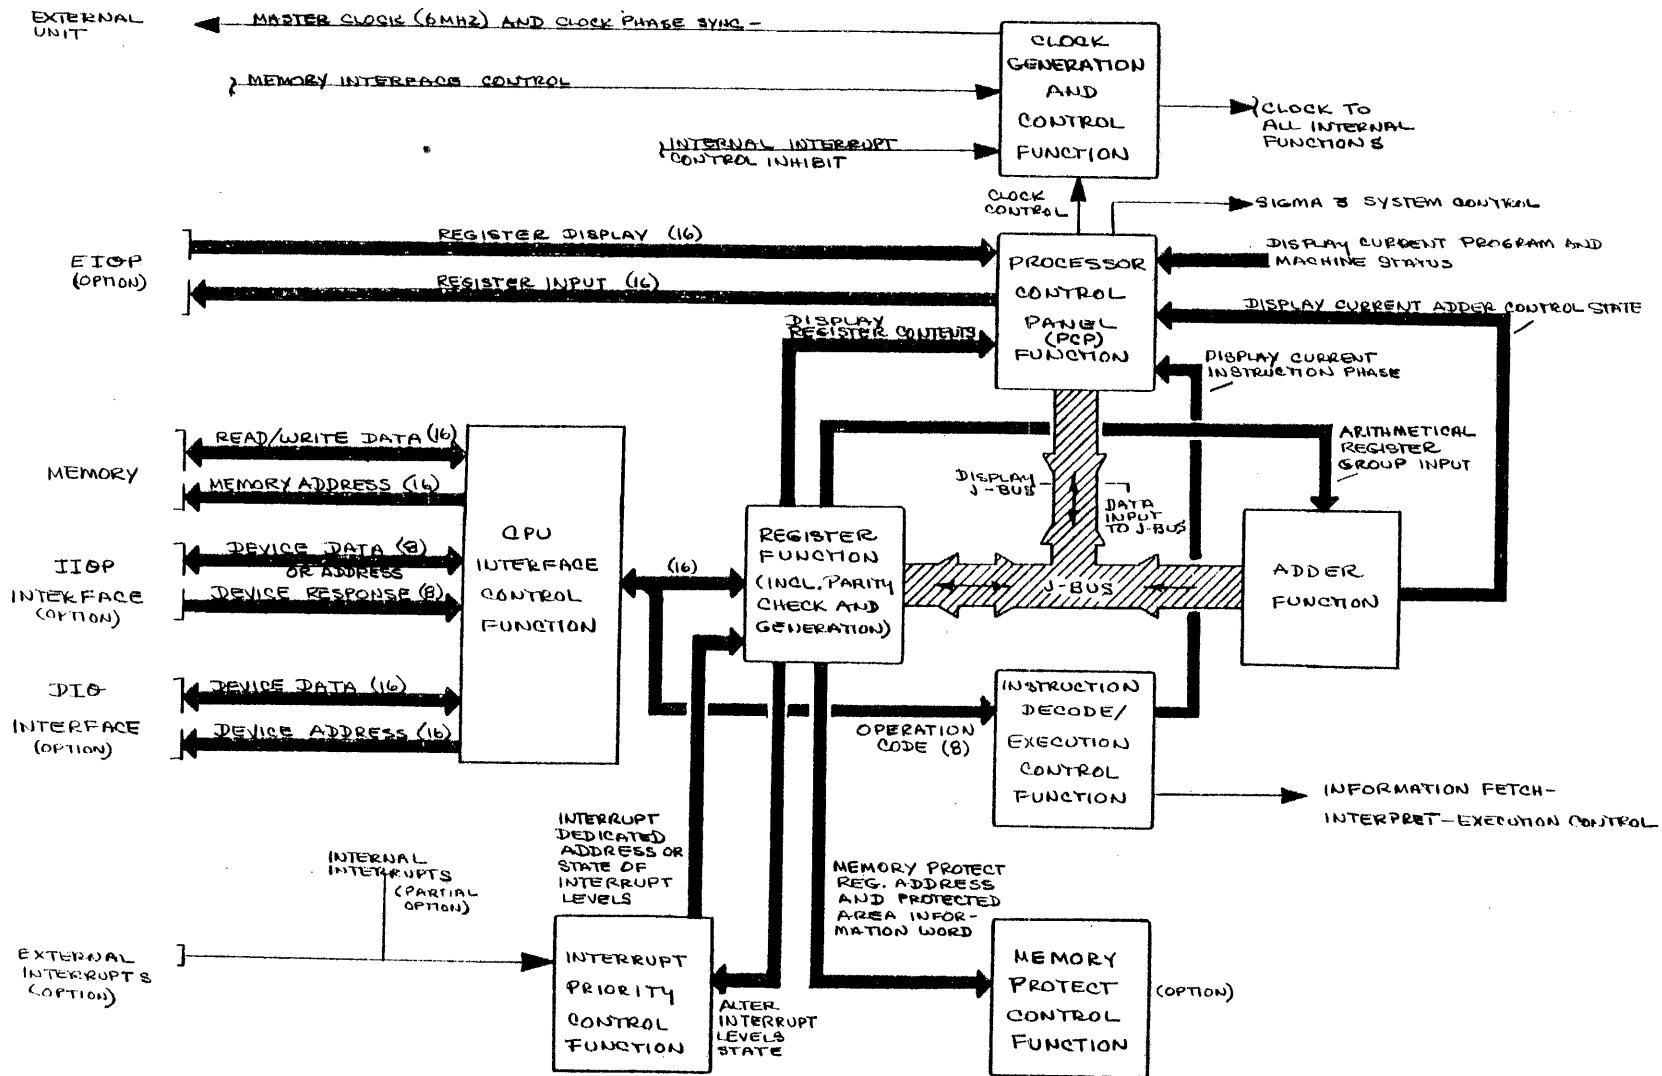 EXTERNAL
UNIT
MASTER CLOCK (6MHZ) AND CLOCK PHASE SYNC
CLOCK
GENERATION
AND
CONTROL
FUNCTION
MEMORY INTERFACE CONTROL
INTERNAL INTERRUPT
CONTROL INHIBIT
CLOCK TO
ALL INTERNAL
FUNCTIONS
CLOCK
CONTROL
SIGMA 3 SYSTEM CONTROL
EIOP
(OPTION)
REGISTER DISPLAY (16)
REGISTER INPUT (16)
PROCESSOR
CONTROL
PANEL
(PCP)
FUNCTION
DISPLAY CURRENT PROGRAM AND
MACHINE STATUS
DISPLAY CURRENT ADDER CONTROL STATE
DISPLAY
REGISTER CONTENTS
DISPLAY CURRENT
INSTRUCTION PHASE
MEMORY
READ/WRITE DATA (16)
MEMORY ADDRESS (16)
IIOP
INTERFACE
(OPTION)
DEVICE DATA (8)
OR ADDRESS
DEVICE RESPONSE (8)
DIO
INTERFACE
(OPTION)
DEVICE DATA (16)
DEVICE ADDRESS (16)
CPU
INTERFACE
CONTROL
FUNCTION
(16)
REGISTER
FUNCTION
(INCL. PARITY
CHECK AND
GENERATION)
DISPLAY
J-BUS
DATA
INPUT
TO J-BUS
J-BUS
ARITHMETICAL
REGISTER
GROUP INPUT
ADDER
FUNCTION
OPERATION
CODE (8)
INSTRUCTION
DECODE/
EXECUTION
CONTROL
FUNCTION
INFORMATION FETCH-
INTERPRET-EXECUTION CONTROL
INTERRUPT
DEDICATED
ADDRESS OR
STATE OF
INTERRUPT
LEVELS
INTERNAL
INTERRUPTS
(PARTIAL
OPTION)
EXTERNAL
INTERRUPTS
(OPTION)
INTERRUPT
PRIORITY
CONTROL
FUNCTION
ALTER
INTERRUPT
LEVELS
STATE
MEMORY PROTECT
REG. ADDRESS
AND PROTECTED
AREA INFOR-
MATION WORD
MEMORY
PROTECT
CONTROL
FUNCTION
(OPTION)